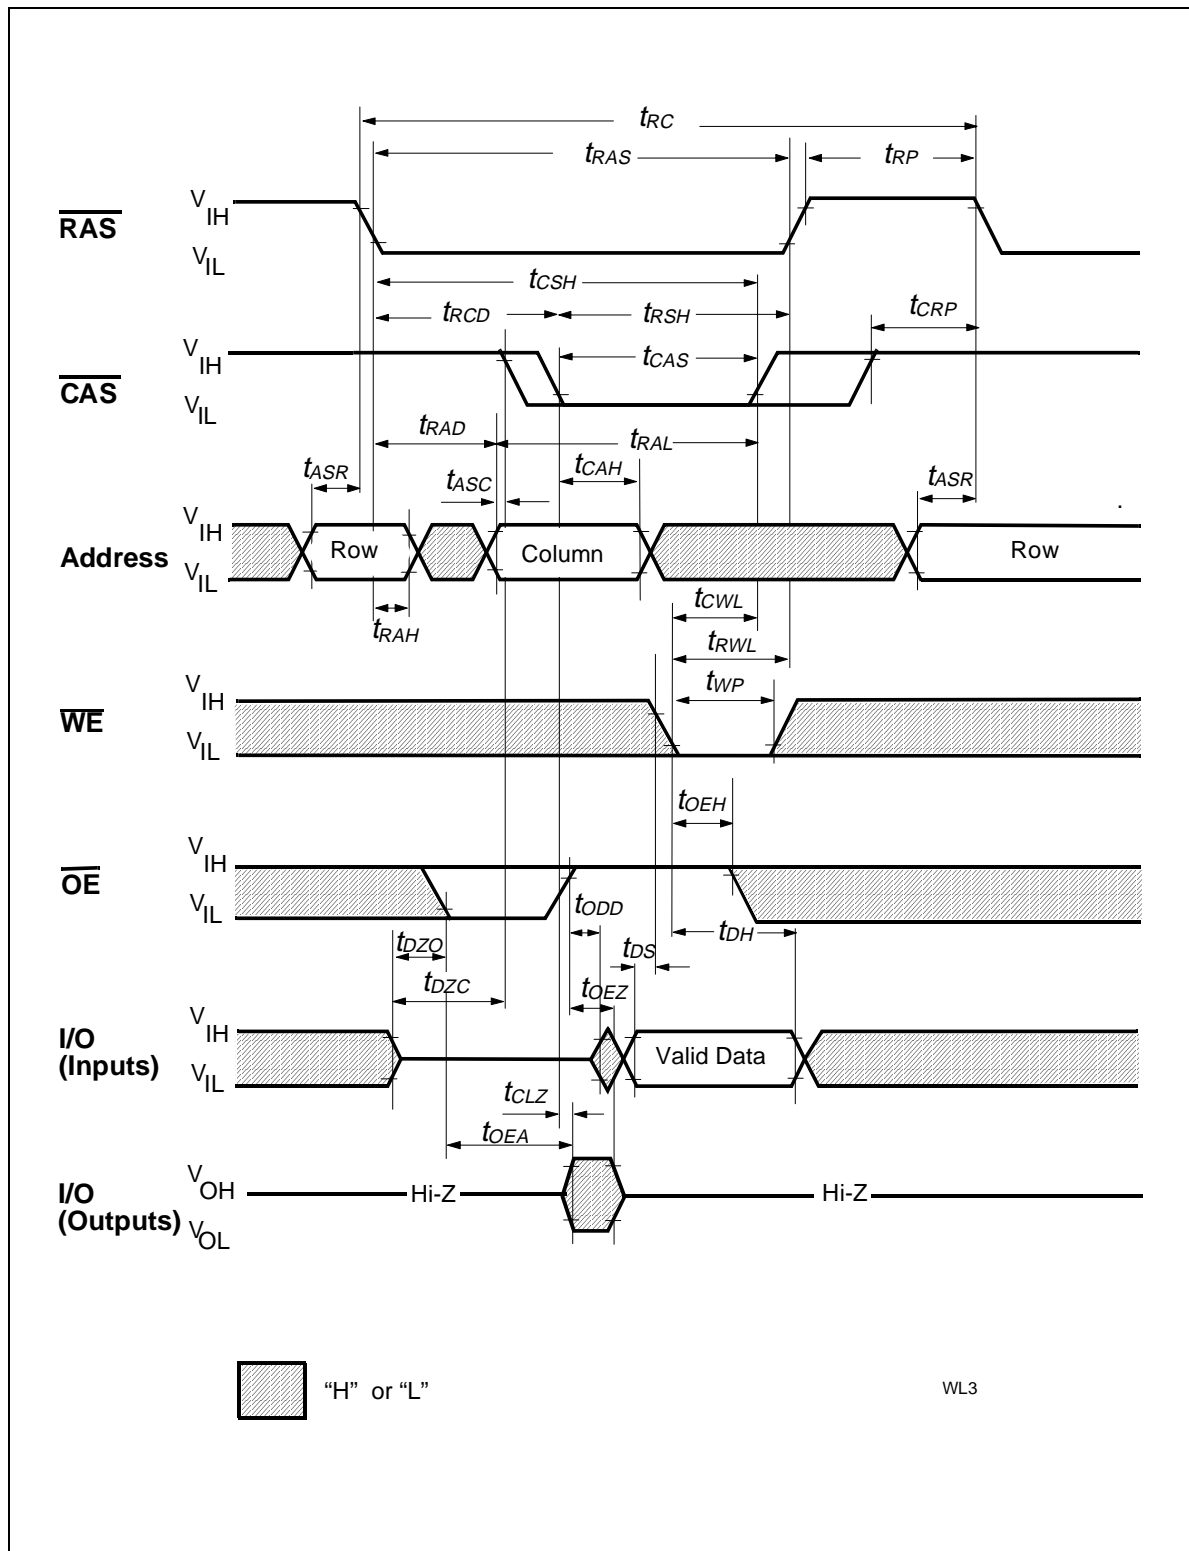 tRC
tRAS
tRP
RAS
VIH
VIL
tCSH
tRCD
tRSH
tCRP
CAS
VIH
VIL
tCAS
tRAD
tRAL
tASR
tASC
tCAH
tASR
Address
VIH
VIL
Row
Column
Row
tRAH
tCWL
tRWL
tWP
WE
VIH
VIL
tOEH
OE
VIH
VIL
tODD
tDZO
tDS
tDH
tDZC
tOEZ
I/O
(Inputs)
VIH
VIL
Valid Data
tCLZ
tOEA
I/O
(Outputs)
VOH
VOL
Hi-Z
Hi-Z
“H” or “L”
WL3